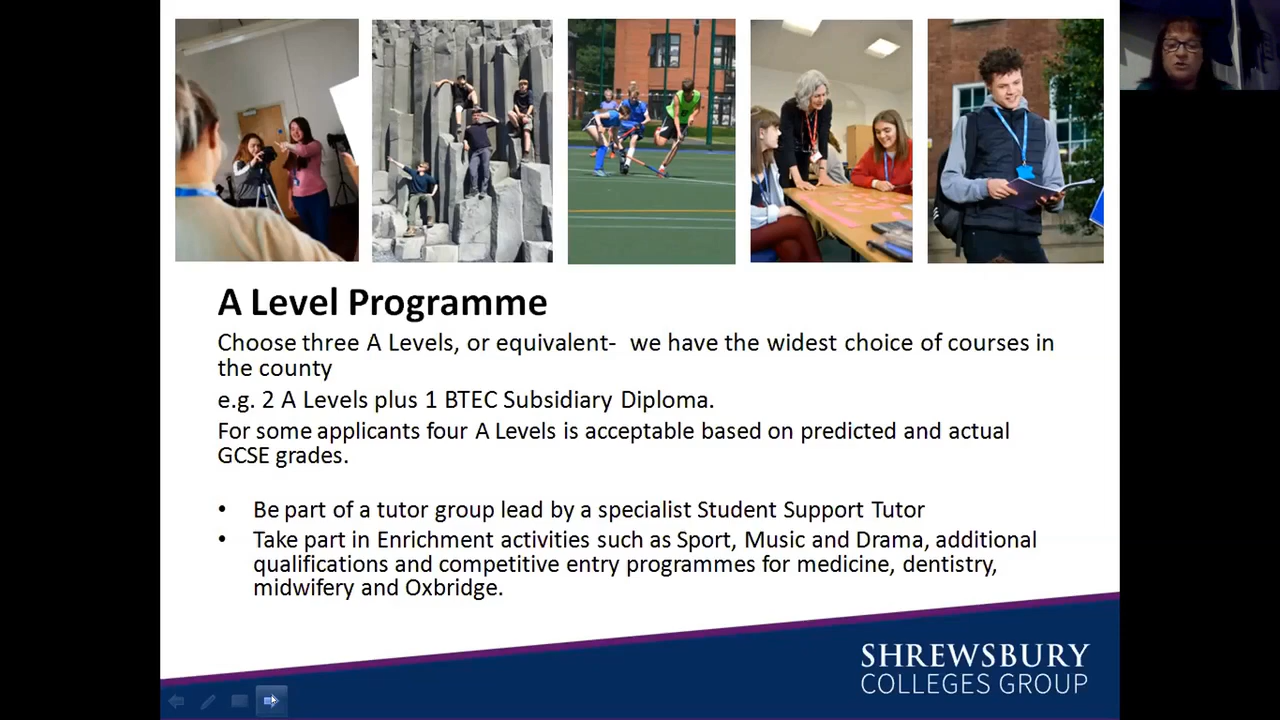 A Level Programme
Choose three A Levels, or equivalent-  we have the widest choice of courses in
the county
e.g. 2 A Levels plus 1 BTEC Subsidiary Diploma.
For some applicants four A Levels is acceptable based on predicted and actual
GCSE grades.
• Be part of a tutor group lead by a specialist Student Support Tutor
• Take part in Enrichment activities such as Sport, Music and Drama, additional
qualifications and competitive entry programmes for medicine, dentistry,
midwifery and Oxbridge.
SHREWSBURY
COLLEGES GROUP